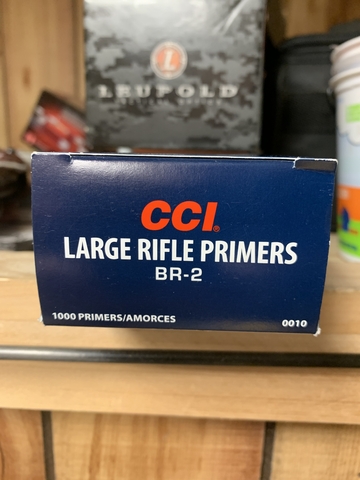 L
LEUPOLD
CCI
LARGE RIFLE PRIMERS
BR-2
1000 PRIMERS/AMORCES
0010